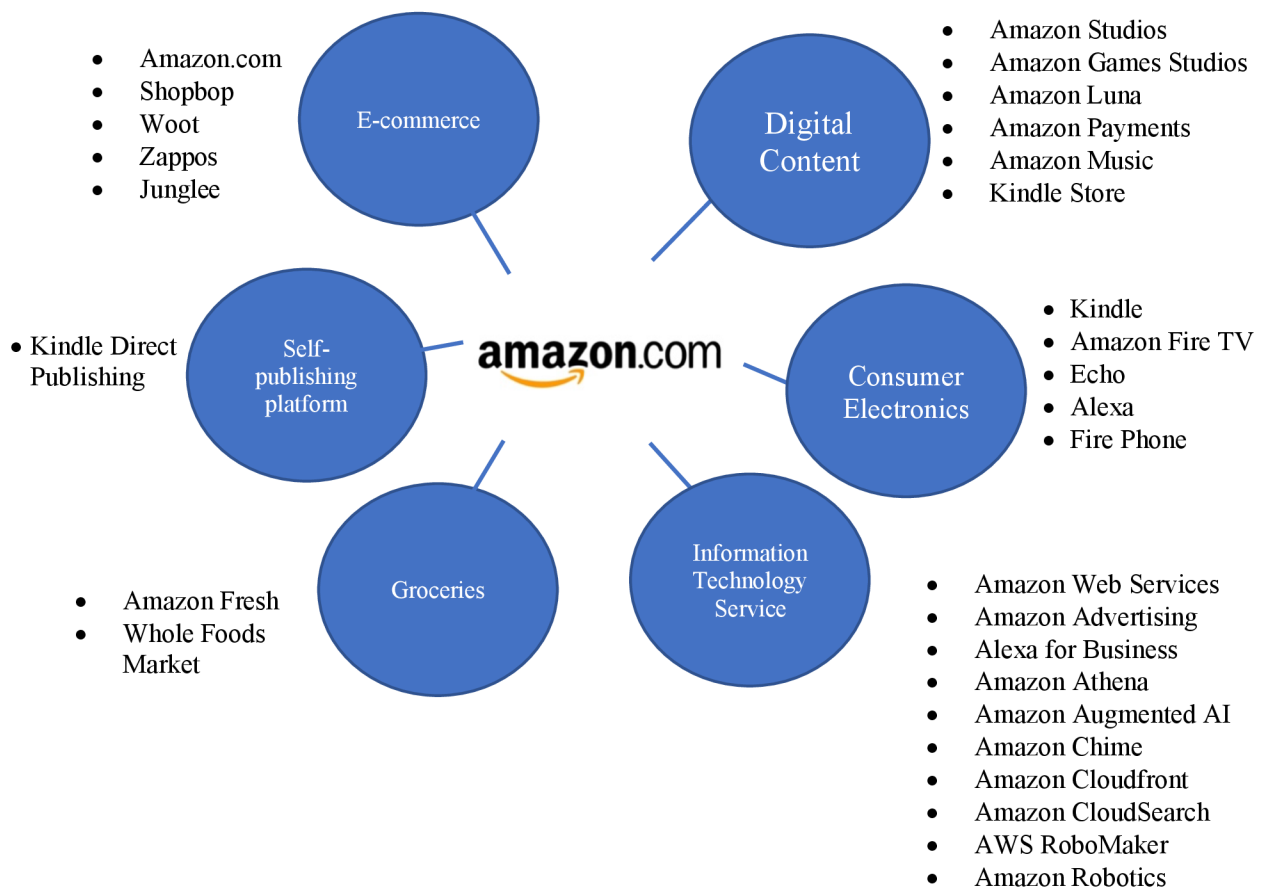 • Amazon.com
• Shopbop
• Woot
• Zappos
• Junglee
E-commerce
Digital
Content
• Amazon Studios
• Amazon Games Studios
• Amazon Luna
• Amazon Payments
• Amazon Music
• Kindle Store
• Kindle Direct
Publishing
Self-
publishing
platform
amazon.com
Consumer
Electronics
• Kindle
• Amazon Fire TV
• Echo
• Alexa
• Fire Phone
• Amazon Fresh
• Whole Foods
Market
Groceries
Information
Technology
Service
• Amazon Web Services
• Amazon Advertising
• Alexa for Business
• Amazon Athena
• Amazon Augmented AI
• Amazon Chime
• Amazon Cloudfront
• Amazon CloudSearch
• AWS RoboMaker
• Amazon Robotics